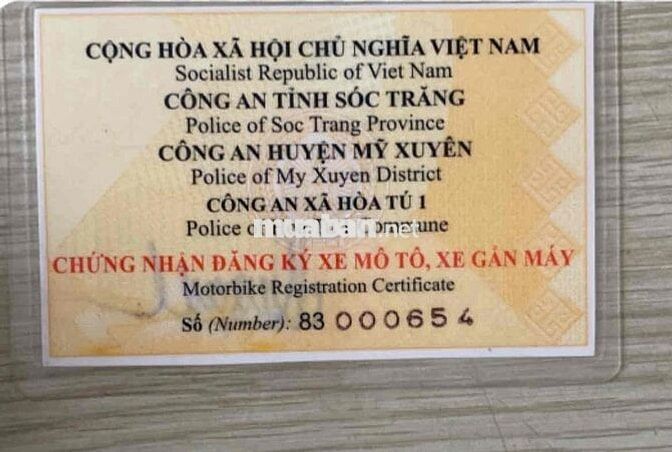 CỘNG HÒA XÃ HỘI CHỦ NGHĨA VIỆT NAM
Socialist Republic of Viet Nam
CÔNG AN TỈNH SÓC TRĂNG
Police of Soc Trang Province
CÔNG AN HUYỆN MỸ XUYÊN
Police of My Xuyen District
CÔNG AN XÃ HÒA TÚ 1
Police
muaban.net
CHỨNG NHẬN ĐĂNG KÝ XE MÔ TÔ, XE GẮN MÁY
Motorbike Registration Certificate
Số (Number): 83 000654